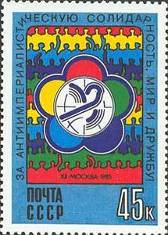 ЗА АНТИИМПЕРИАЛИСТИЧЕСКУЮ СОЛИДАРНОСТЬ, МИР И ДРУЖБУ
XII МОСКВА 1985
ПОЧТА
СССР
45к